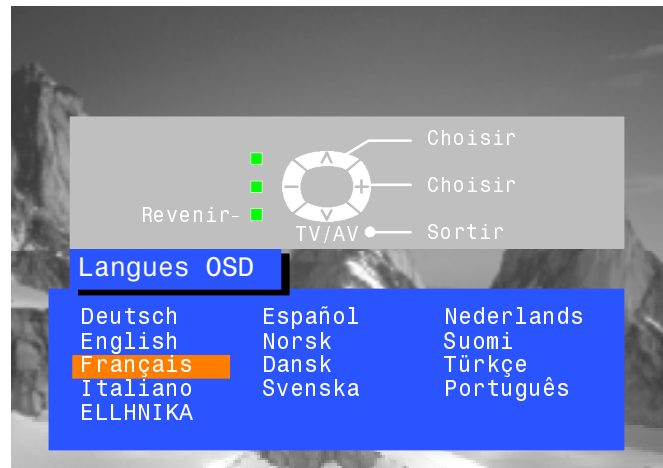 Choisir
Choisir
Revenir-
TV/AV Sortir
Langues OSD
Deutsch Español Nederlands
English Norsk Suomi
Français Dansk Türkçe
Italiano Svenska Português
ELLHNIKA